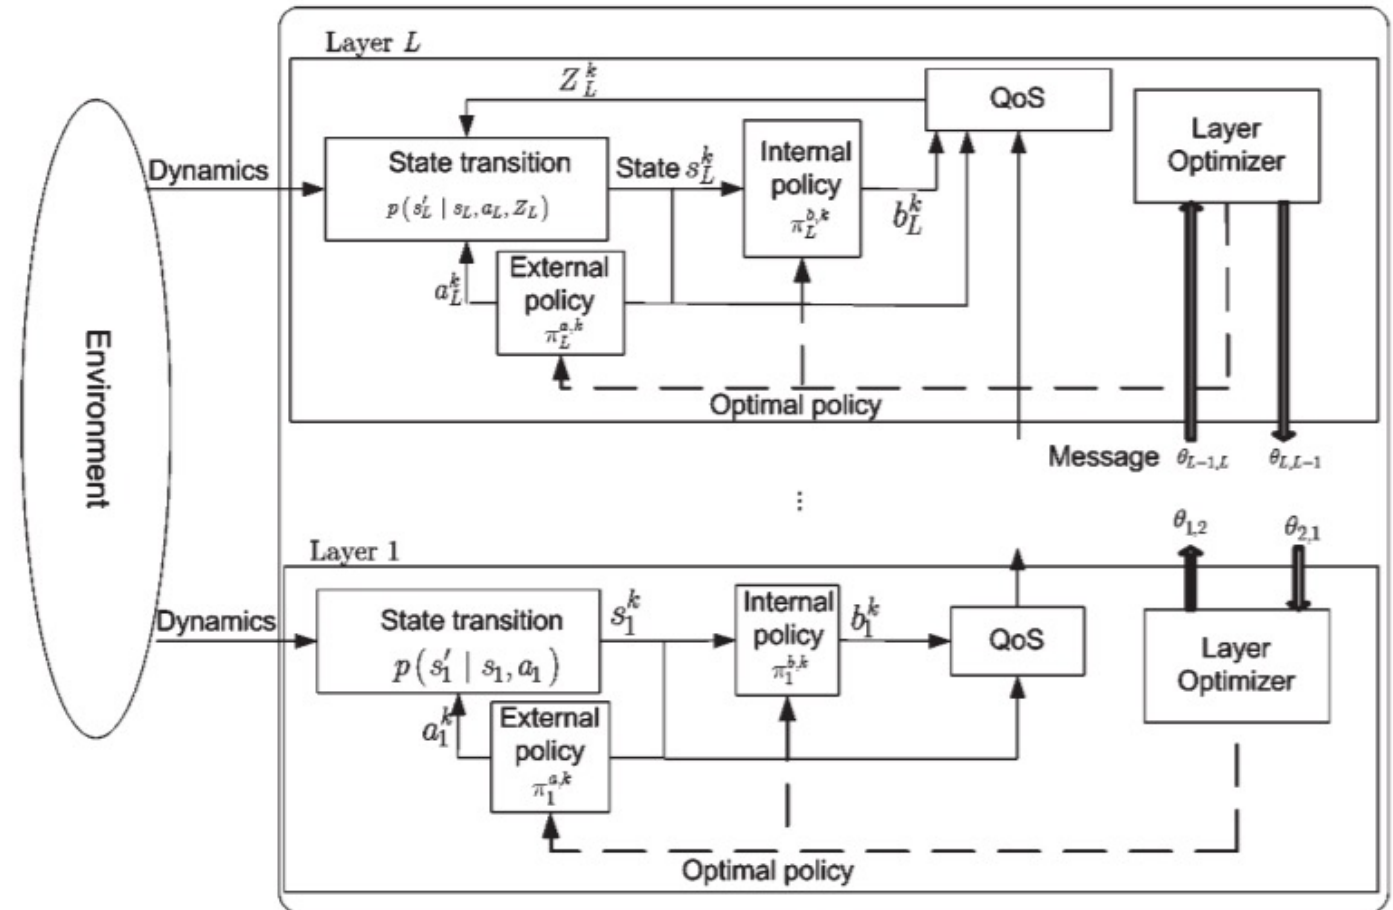 Layer L
Z_L^k
QoS
Layer
Optimizer
Dynamics
State transition
p(s'_L | s_L, a_L, Z_L)
State s_L^k
Internal
policy
π_L^{b,k}
b_L^k
a_L^k
External
policy
π_L^{a,k}
Optimal policy
Message θ_{L-1,L} θ_{L,L-1}
Environment
⋮
θ_{1,2} θ_{2,1}
Layer 1
Dynamics
State transition
p(s'_1 | s_1, a_1)
s_1^k
Internal
policy
π_1^{b,k}
b_1^k
QoS
Layer
Optimizer
a_1^k
External
policy
π_1^{a,k}
Optimal policy